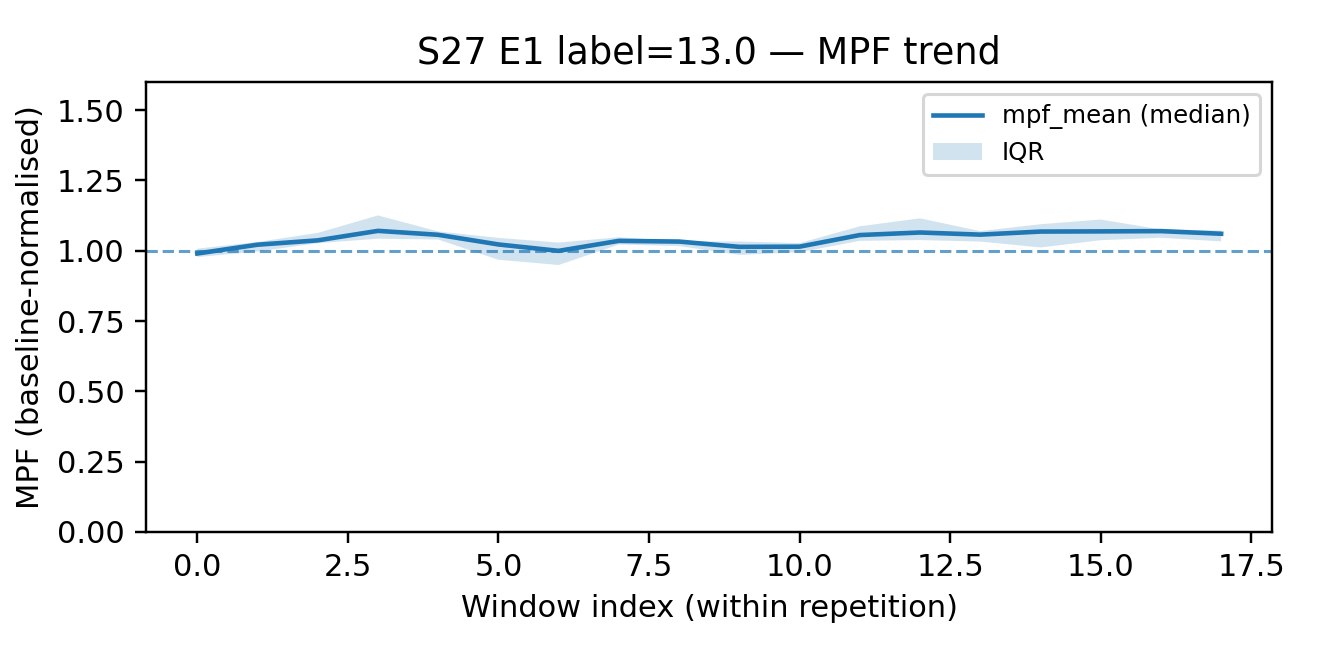 S27 E1 label=13.0 — MPF trend
mpf_mean (median)
IQR
MPF (baseline-normalised)
1.50
1.25
1.00
0.75
0.50
0.25
0.00
0.0 2.5 5.0 7.5 10.0 12.5 15.0 17.5
Window index (within repetition)